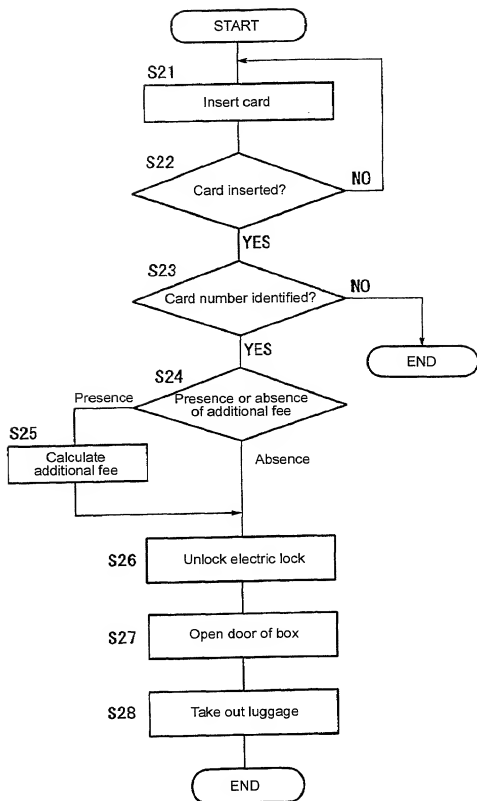 START
S21
Insert card
S22
Card inserted?
NO
YES
S23
Card number identified?
NO
YES
END
S24
Presence
Presence or absence
of additional fee
S25
Calculate
additional fee
Absence
S26
Unlock electric lock
S27
Open door of box
S28
Take out luggage
END